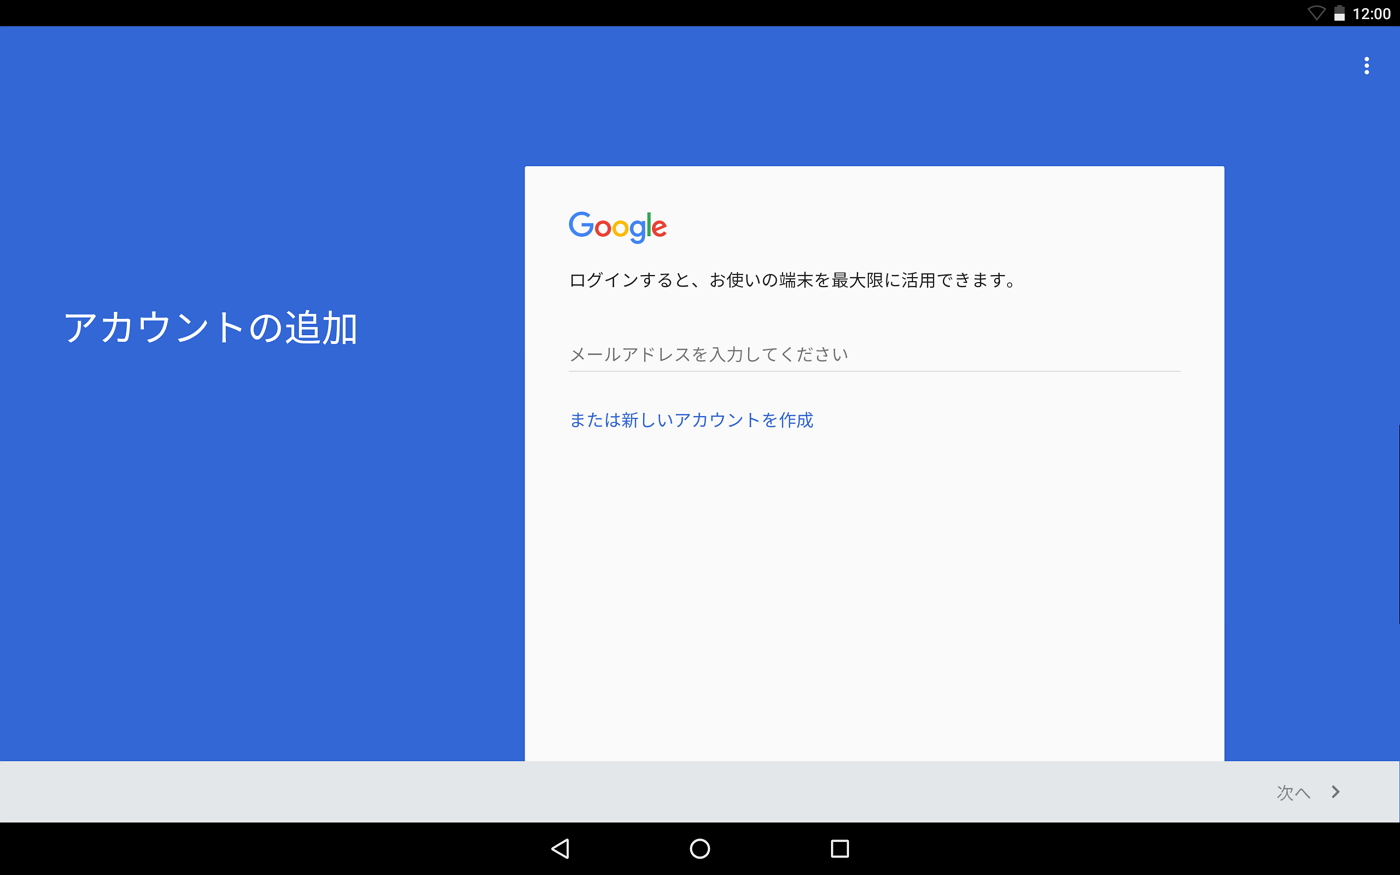 12:00
アカウントの追加
Google
ログインすると、お使いの端末を最大限に活用できます。
メールアドレスを入力してください
または新しいアカウントを作成
次へ